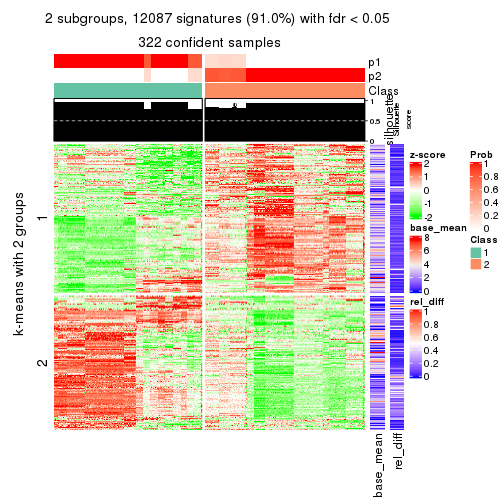 2 subgroups, 12087 signatures (91.0%) with fdr < 0.05
322 confident samples
p1
p2
Class
silhouette
Silhouette
score
1
0.5
0
k-means with 2 groups
1
2
z-score
2
1
0
-1
-2
base_mean
8
6
4
2
0
rel_diff
1
0.8
0.6
0.4
0.2
0
Prob
1
0.8
0.6
0.4
0.2
0
Class
1
2
base_mean
rel_diff